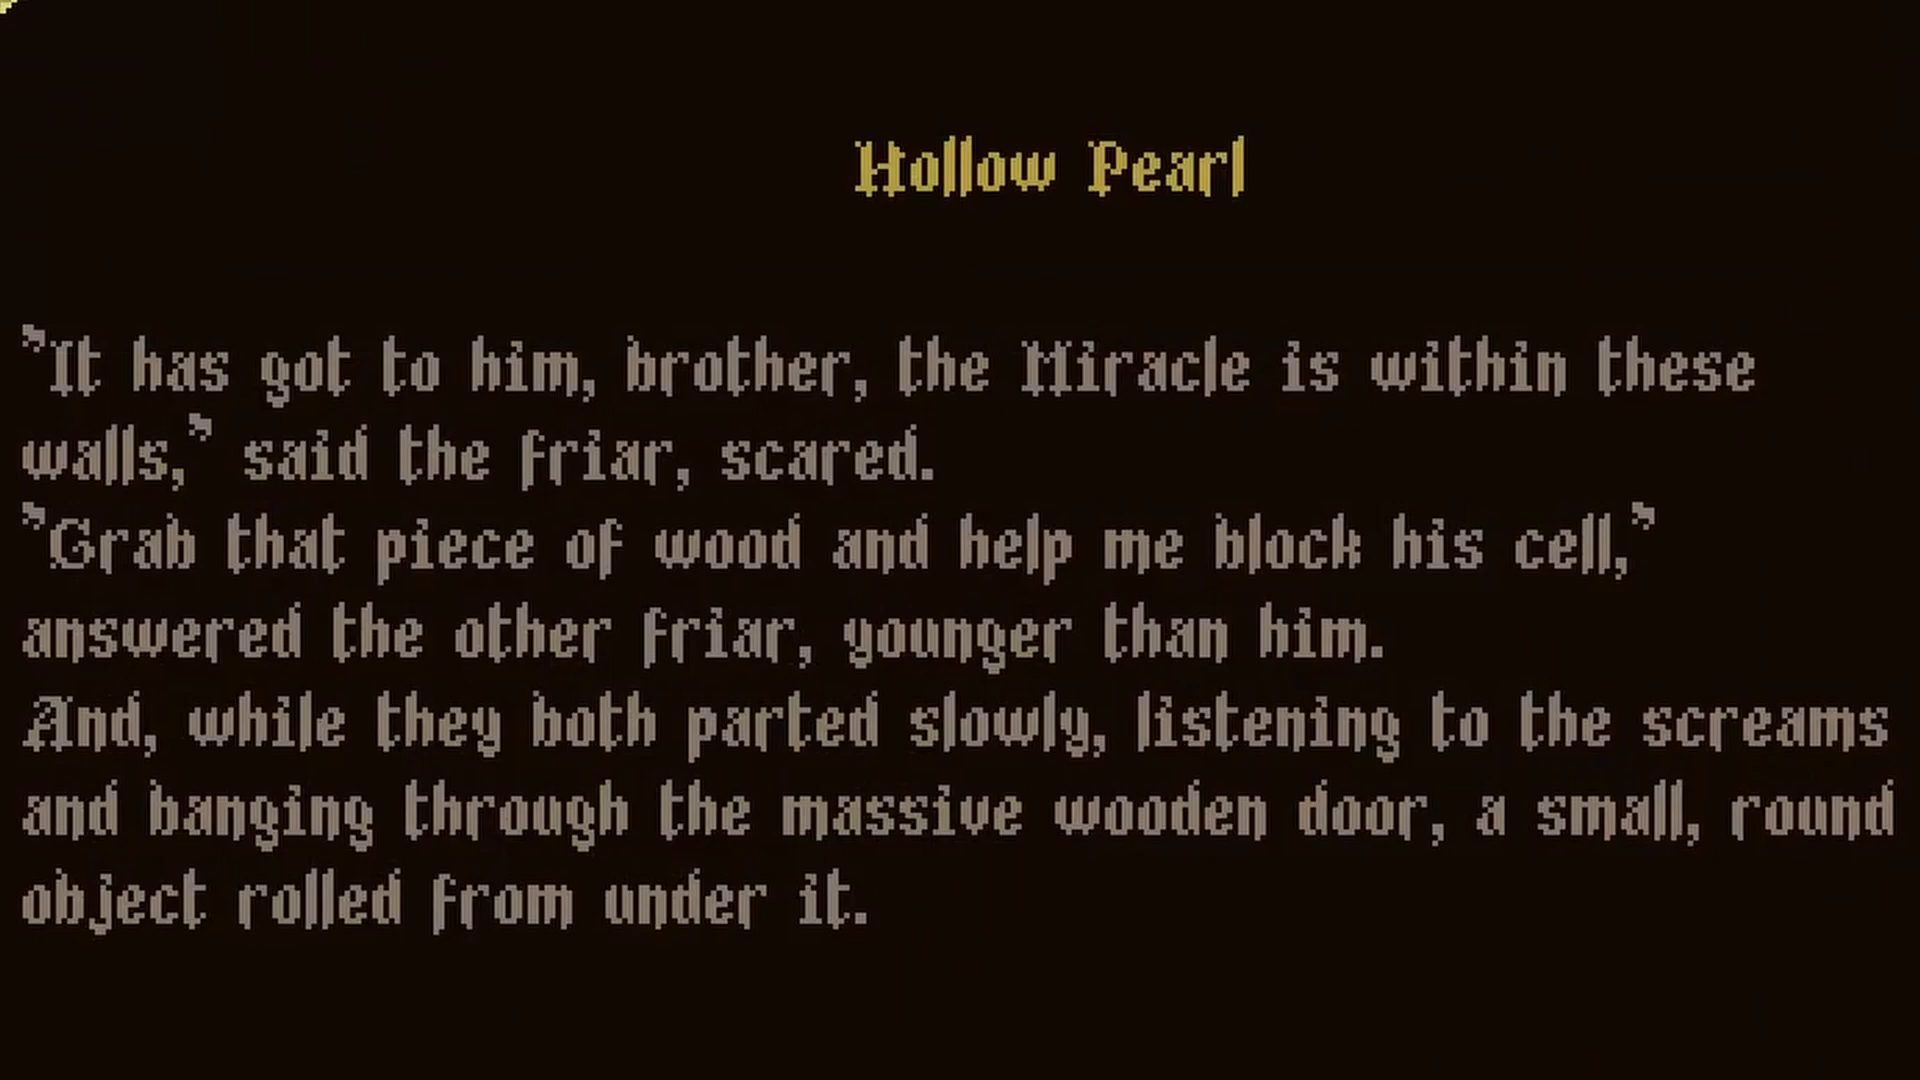 Hollow Pearl
"It has got to him, brother, the Miracle is within these
walls," said the friar, scared.
"Grab that piece of wood and help me block his cell,"
answered the other friar, younger than him.
And, while they both parted slowly, listening to the screams
and banging through the massive wooden door, a small, round
object rolled from under it.